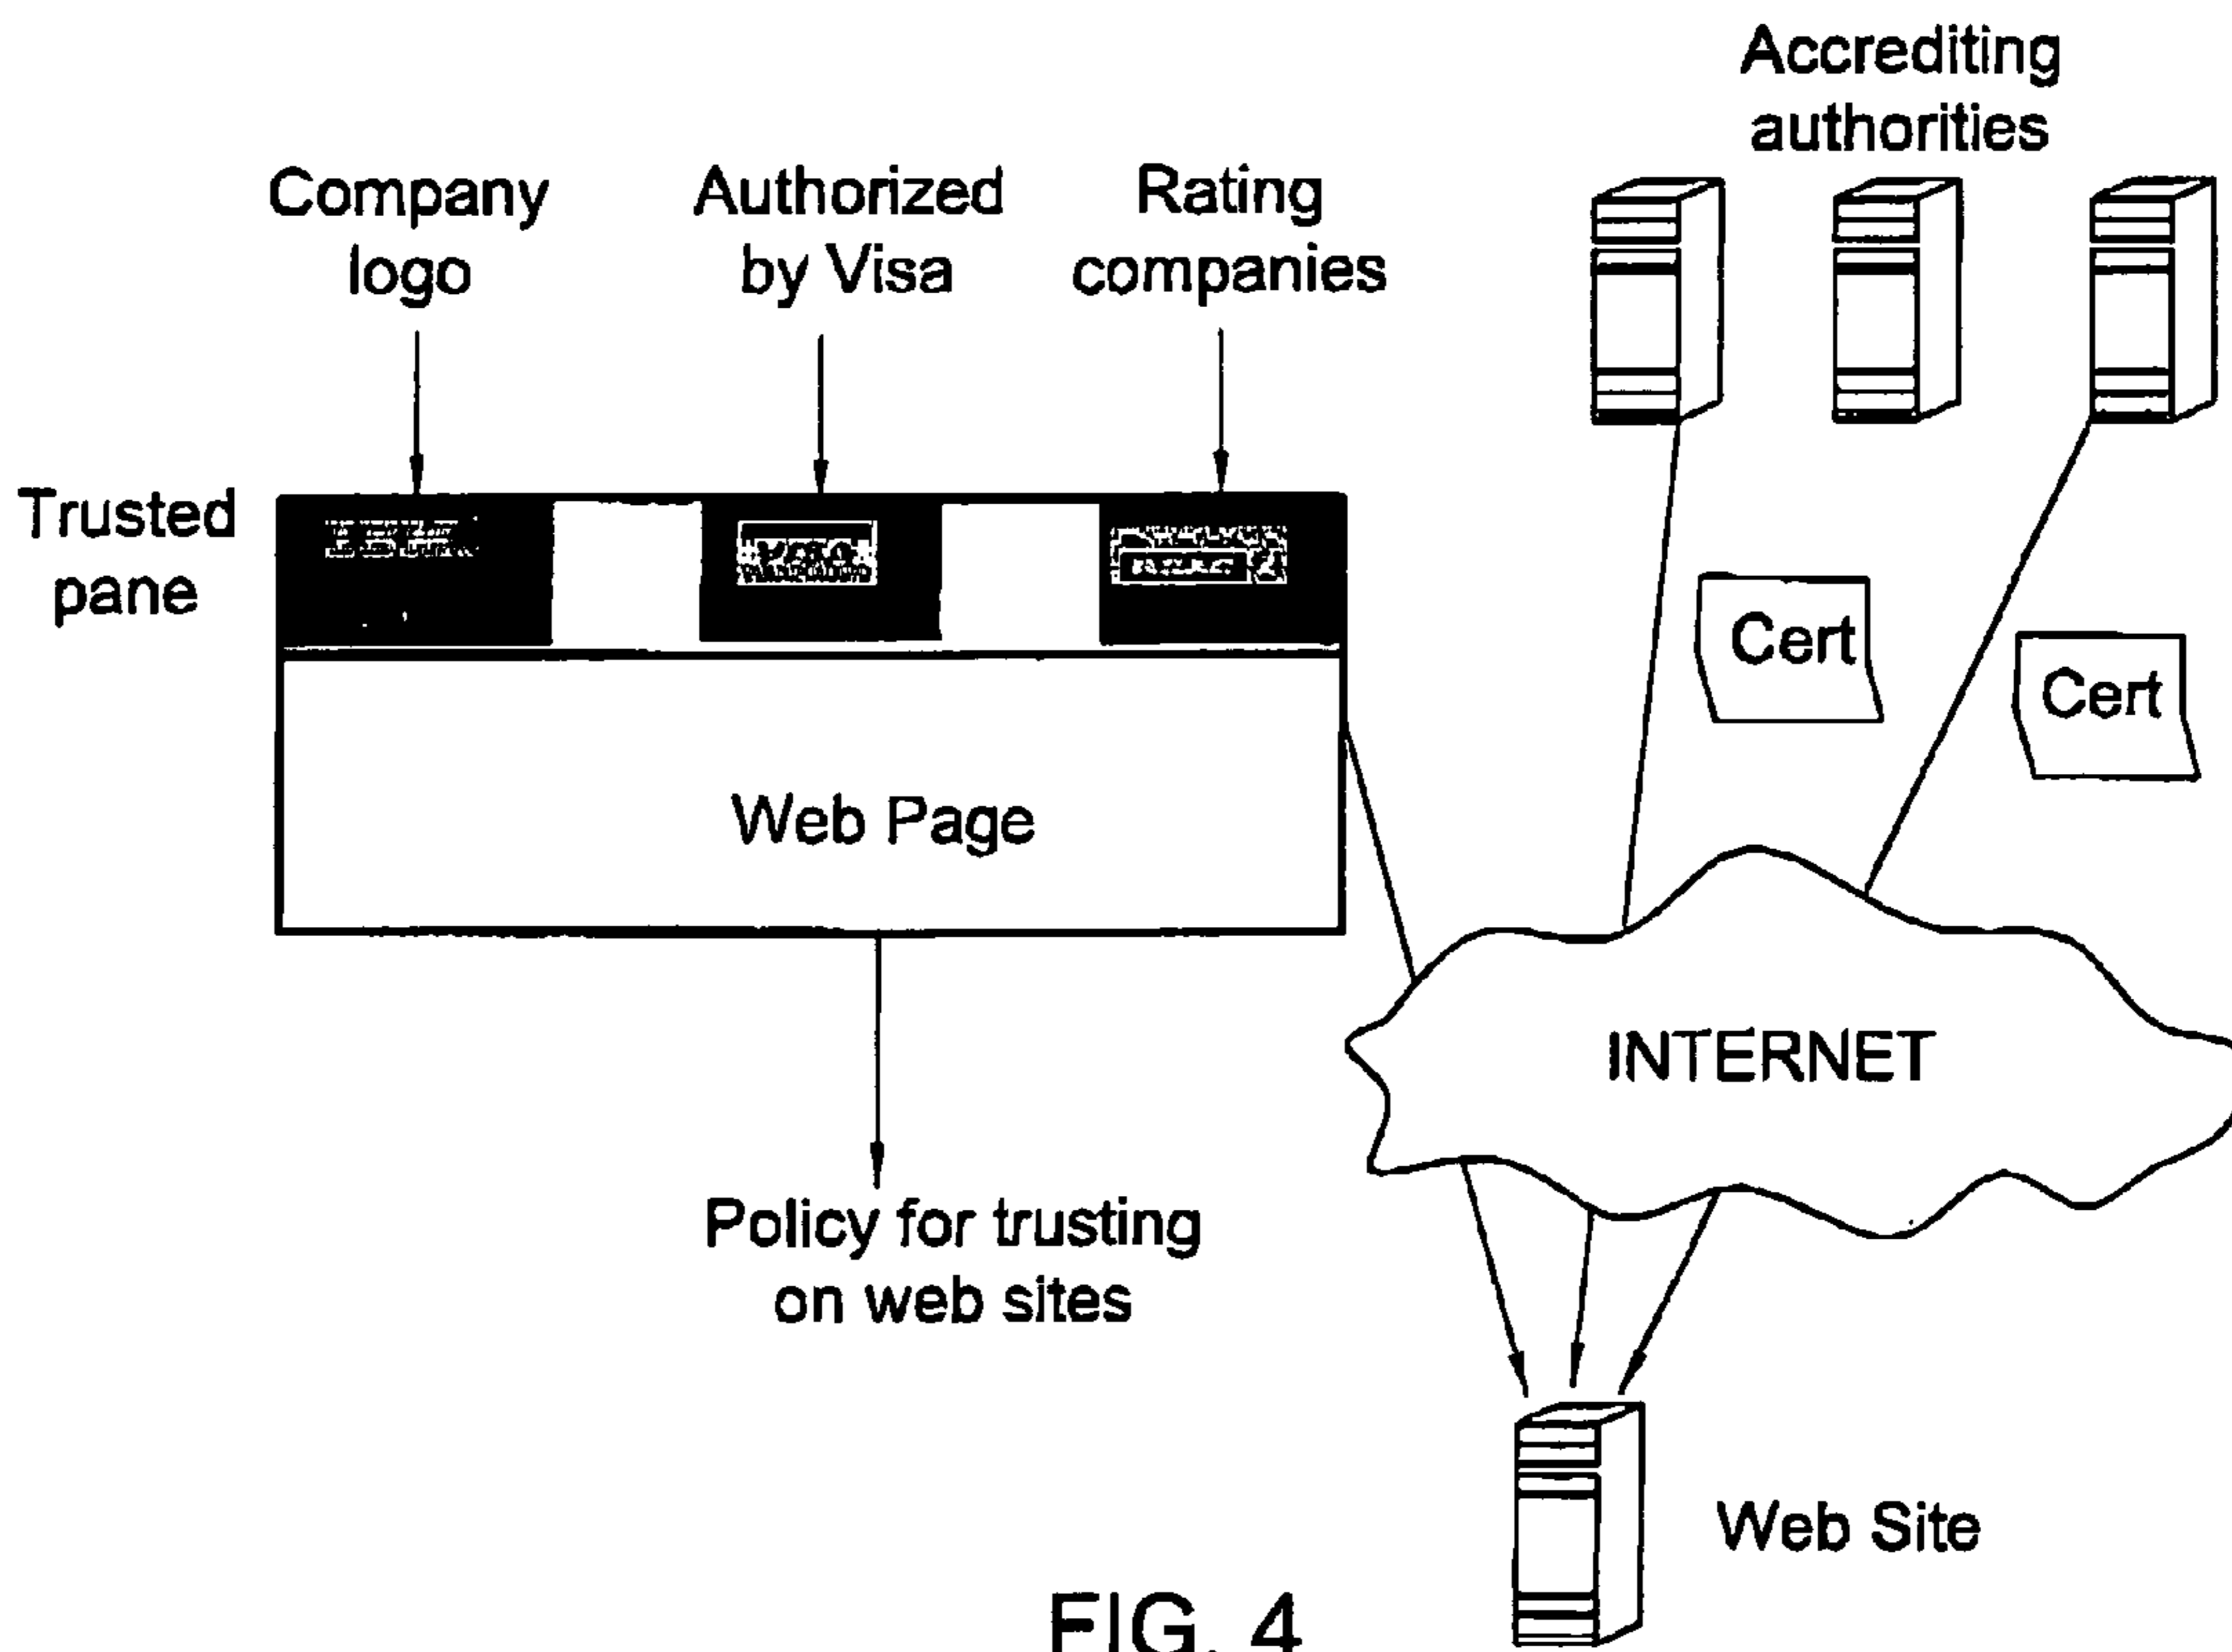 Accrediting
authorities
Company
logo
Authorized
by Visa
Rating
companies
Trusted
pane
Cert
Cert
Web Page
INTERNET
Policy for trusting
on web sites
Web Site
FIG. 4